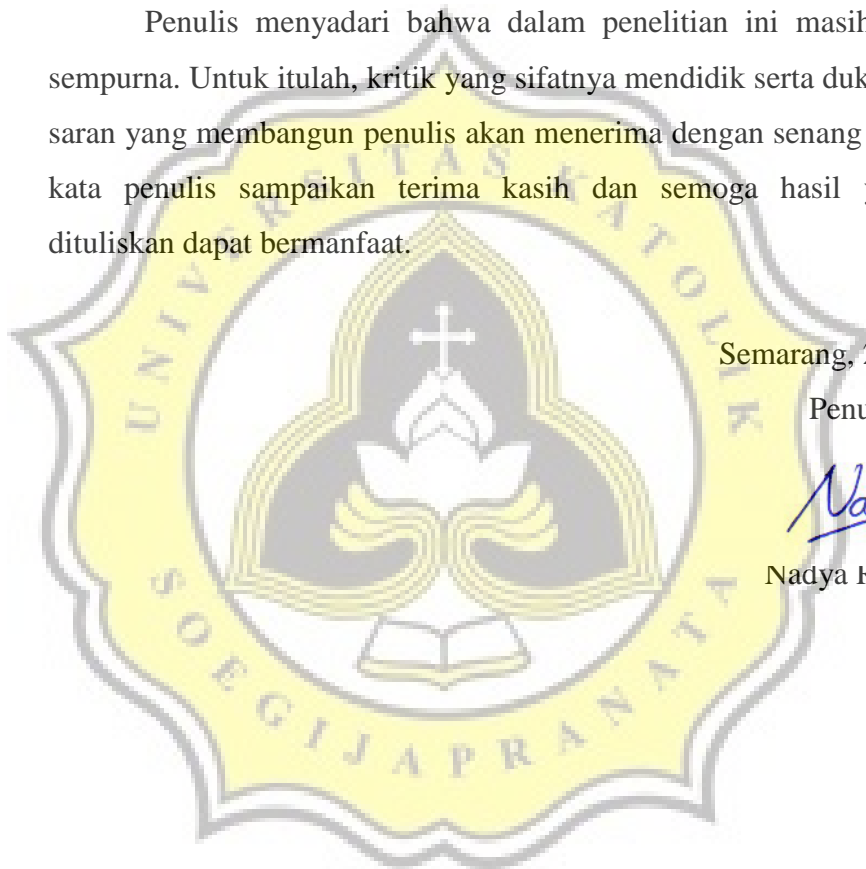 Penulis menyadari bahwa dalam penelitian ini masih
sempurna. Untuk itulah, kritik yang sifatnya mendidik serta duk
saran yang membangun penulis akan menerima dengan senang
kata penulis sampaikan terima kasih dan semoga hasil
dituliskan dapat bermanfaat.
Semarang, 2
Penu
Nadya
UNIVERSITAS KATOLIK
SOEGIJAPRANATA